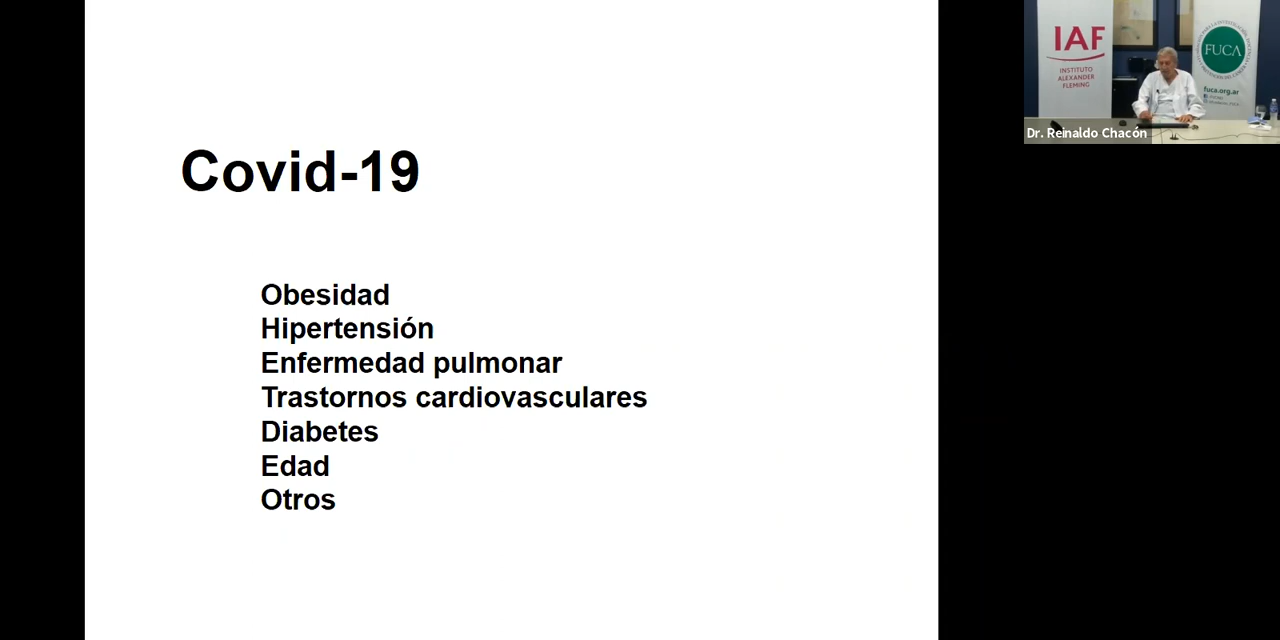 Covid-19
Obesidad
Hipertensión
Enfermedad pulmonar
Trastornos cardiovasculares
Diabetes
Edad
Otros
IAF
INSTITUTO
ALEXANDER
FLEMING
FUCA
fuca.org.ar
Dr. Reinaldo Chacón